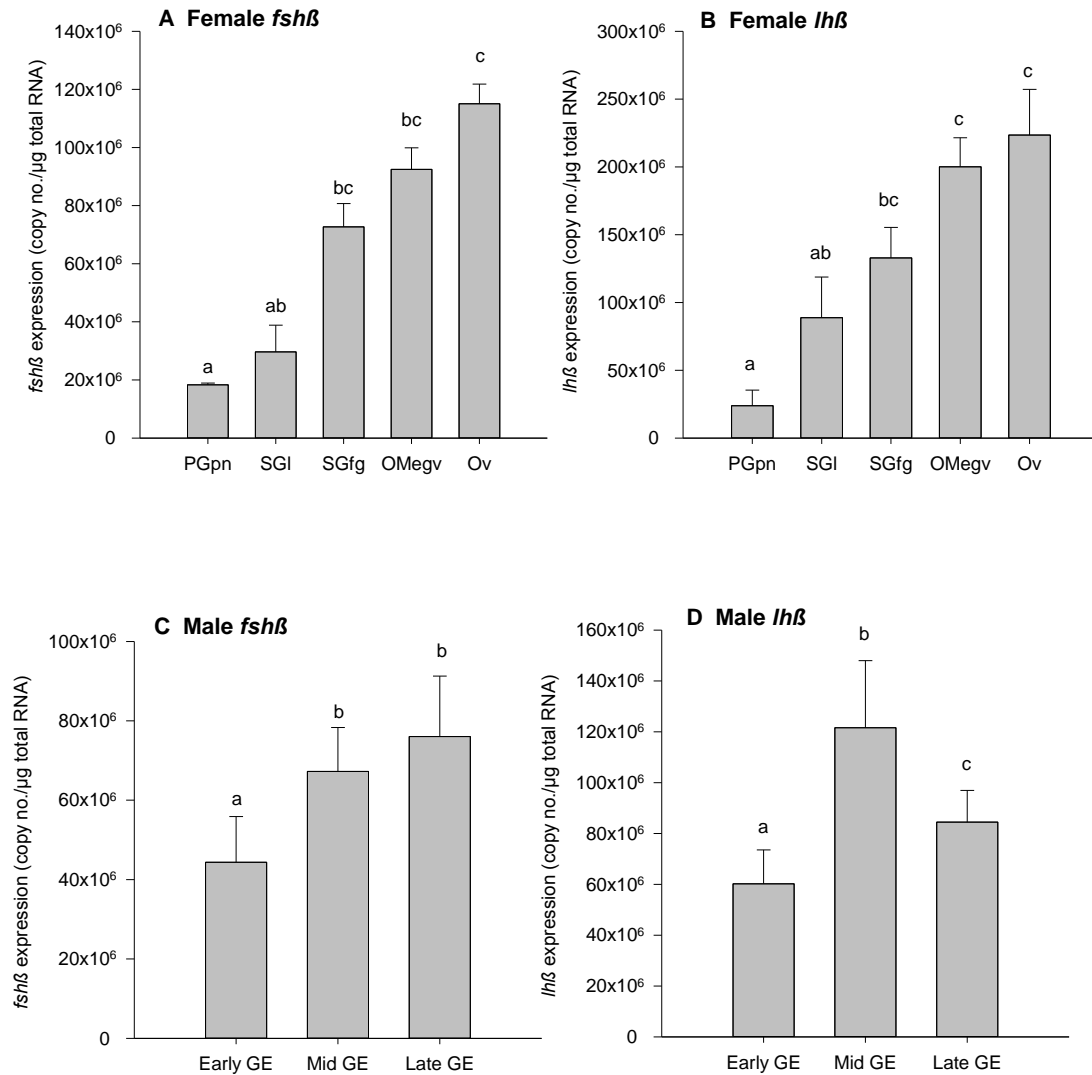 A Female fshß
fshß expression (copy no./µg total RNA)
140x10⁶
120x10⁶
100x10⁶
80x10⁶
60x10⁶
40x10⁶
20x10⁶
0
a
ab
bc
bc
c
PGpn SGl SGfg OMegv Ov
B Female lhß
lhß expression (copy no./µg total RNA)
300x10⁶
250x10⁶
200x10⁶
150x10⁶
100x10⁶
50x10⁶
0
a
ab
bc
c
c
PGpn SGl SGfg OMegv Ov
C Male fshß
fshß expression (copy no./µg total RNA)
100x10⁶
80x10⁶
60x10⁶
40x10⁶
20x10⁶
0
a
b
b
Early GE Mid GE Late GE
D Male lhß
lhß expression (copy no./µg total RNA)
160x10⁶
140x10⁶
120x10⁶
100x10⁶
80x10⁶
60x10⁶
40x10⁶
20x10⁶
0
a
b
c
Early GE Mid GE Late GE